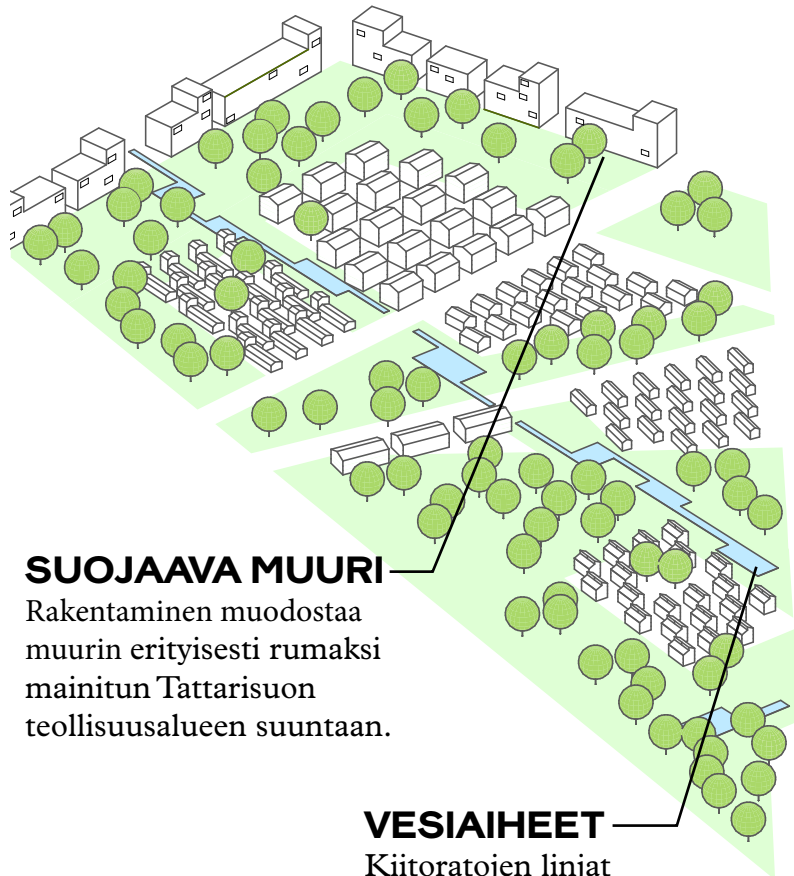 SUOJAAVA MUURI
Rakentaminen muodostaa
muurin erityisesti rumaksi
mainitun Tattarisuon
teollisuusalueen suuntaan.
VESIAIHEET
Kiitoratojen linjat